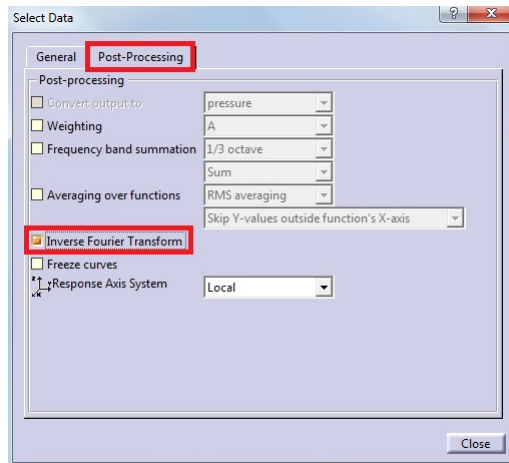 Select Data
General Post-Processing
Post-processing
Convert output to pressure
Weighting A
Frequency band summation 1/3 octave
Sum
Averaging over functions RMS averaging
Skip Y-values outside function's X-axis
Inverse Fourier Transform
Freeze curves
Response Axis System Local
Close